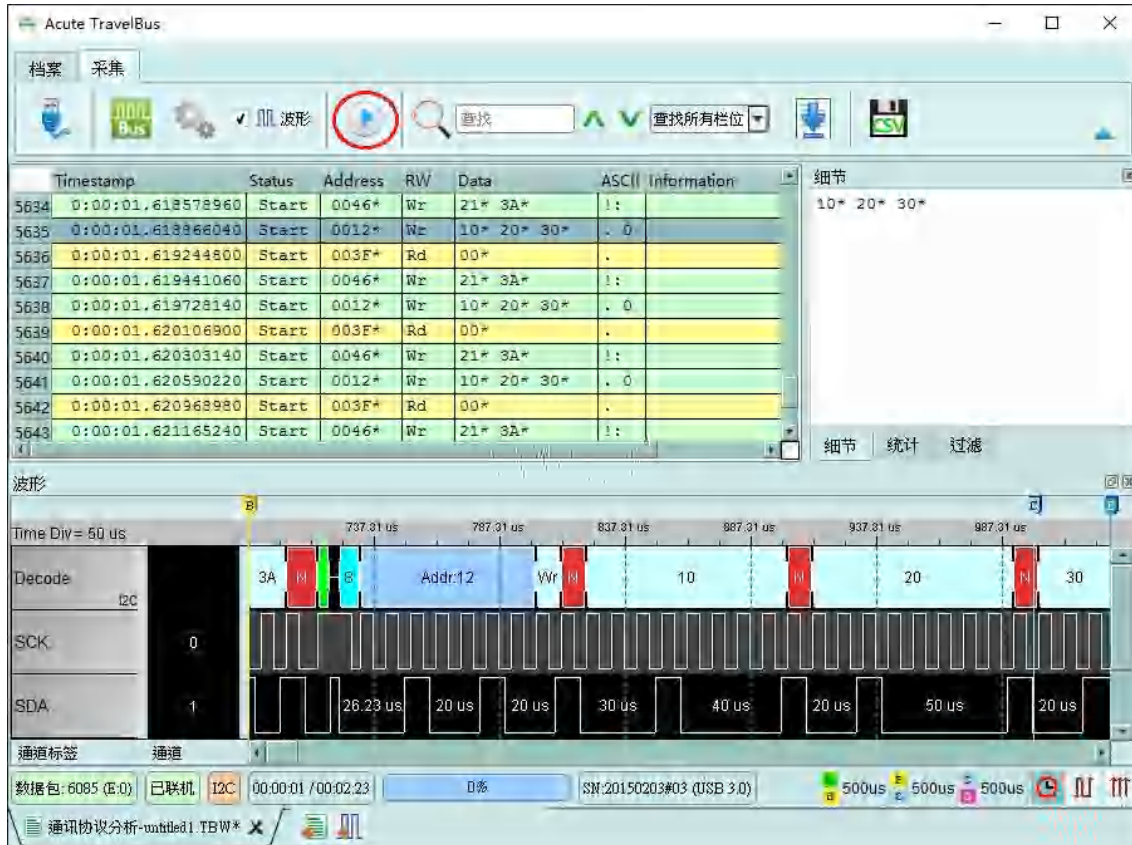 Acute TravelBus
档案 采集
Bus 波形 查找 查找所有栏位 CSV
Timestamp Status Address RW Data ASCII Information
5634 0:00:01.618578960 Start 0046* Wr 21* 3A* !:
5635 0:00:01.618866040 Start 0012* Wr 10* 20* 30* . 0
5636 0:00:01.619244800 Start 003F* Rd 00* .
5637 0:00:01.619441060 Start 0046* Wr 21* 3A* !:
5638 0:00:01.619728140 Start 0012* Wr 10* 20* 30* . 0
5639 0:00:01.620106900 Start 003F* Rd 00* .
5640 0:00:01.620303140 Start 0046* Wr 21* 3A* !:
5641 0:00:01.620590220 Start 0012* Wr 10* 20* 30* . 0
5642 0:00:01.620968980 Start 003F* Rd 00* .
5643 0:00:01.621165240 Start 0046* Wr 21* 3A* !:
细节
10* 20* 30*
细节 统计 过滤
波形
B
Time Div = 50 us 737.31 us 787.31 us 837.31 us 887.31 us 937.31 us 987.31 us
Decode I2C 3A N 8 Addr:12 Wr N 10 N 20 N 30
SCK 0
SDA 1 26.23 us 20 us 20 us 30 us 40 us 20 us 50 us 20 us
通道标签 通道
数据包: 6085 (E:0) 已联机 I2C 00:00:01 / 00:02:23 0% SN:20150203#03 (USB 3.0) 500us 500us 500us
通讯协议分析-untitled1.TBW*